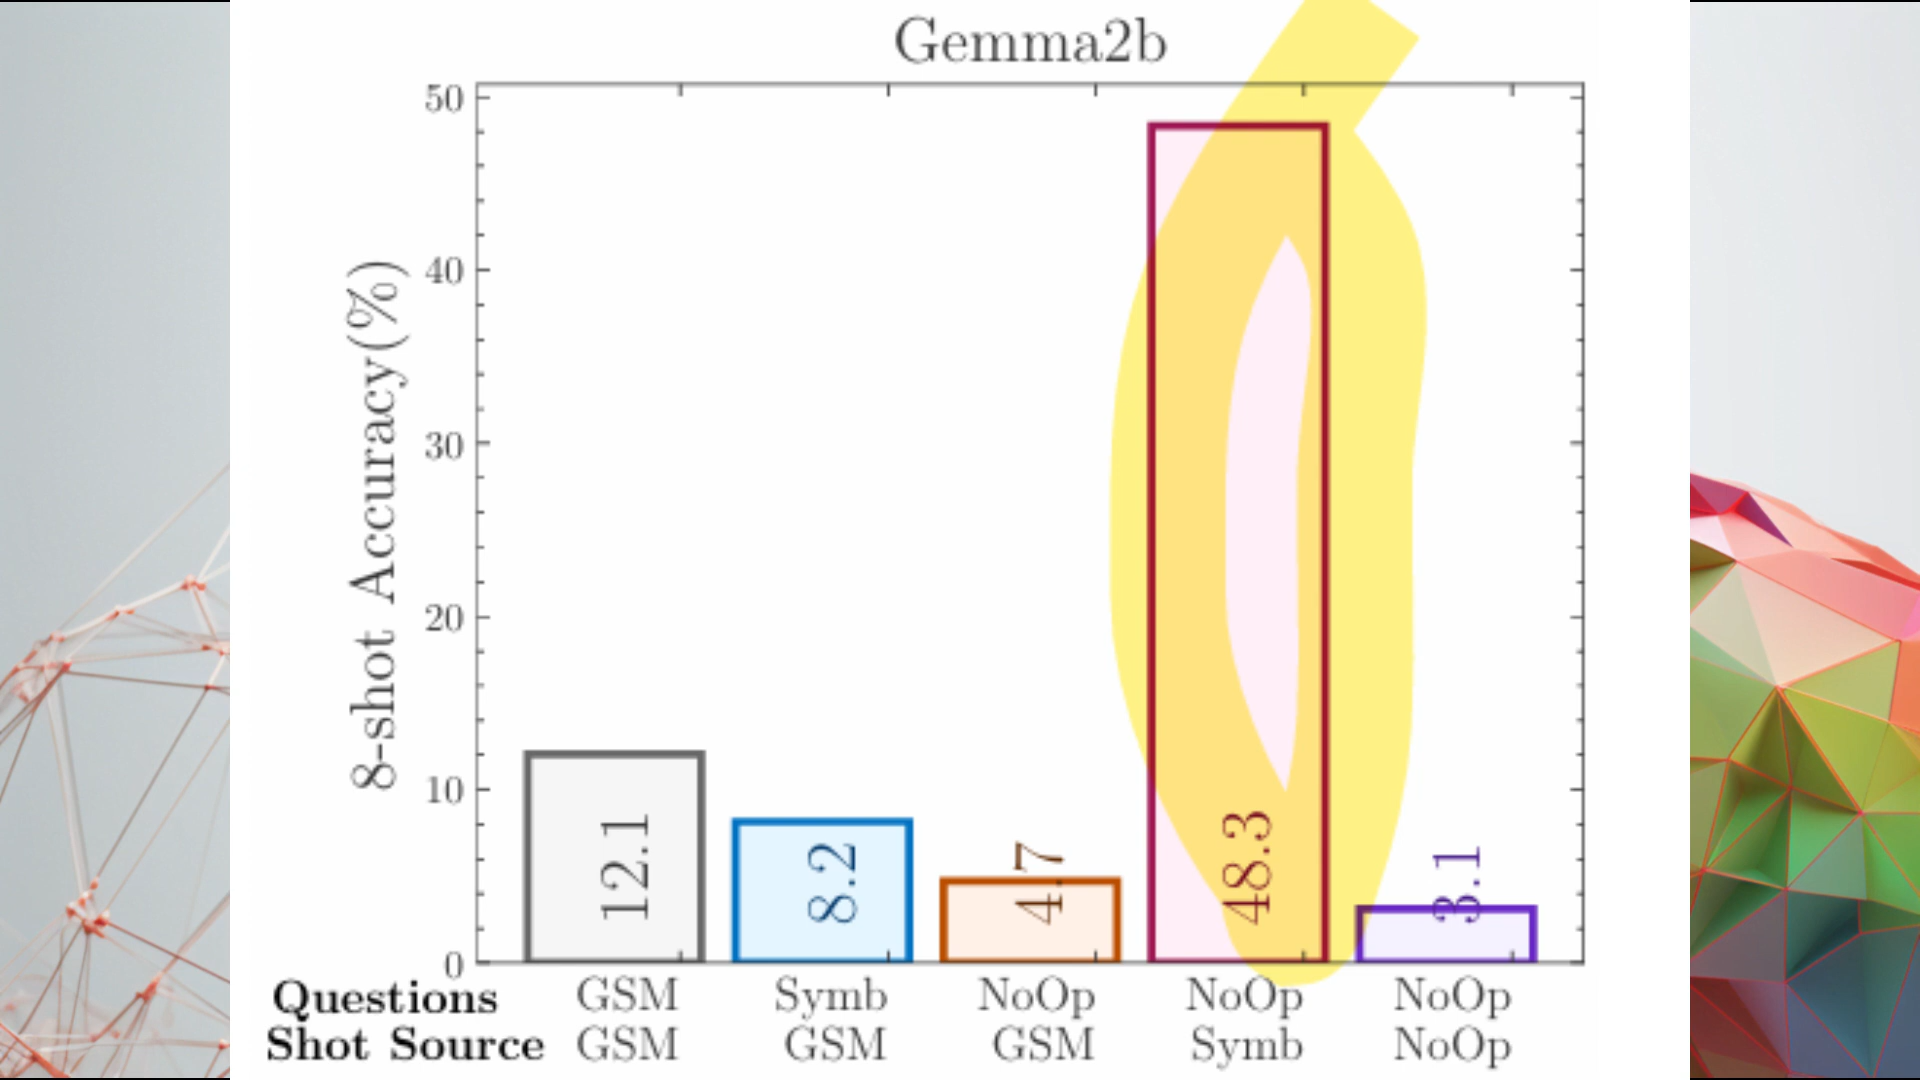 Gemma2b
50
40
30
20
10
0
8-shot Accuracy(%)
12.1
8.2
4.7
48.3
3.1
Questions GSM Symb NoOp NoOp NoOp
Shot Source GSM GSM GSM Symb NoOp